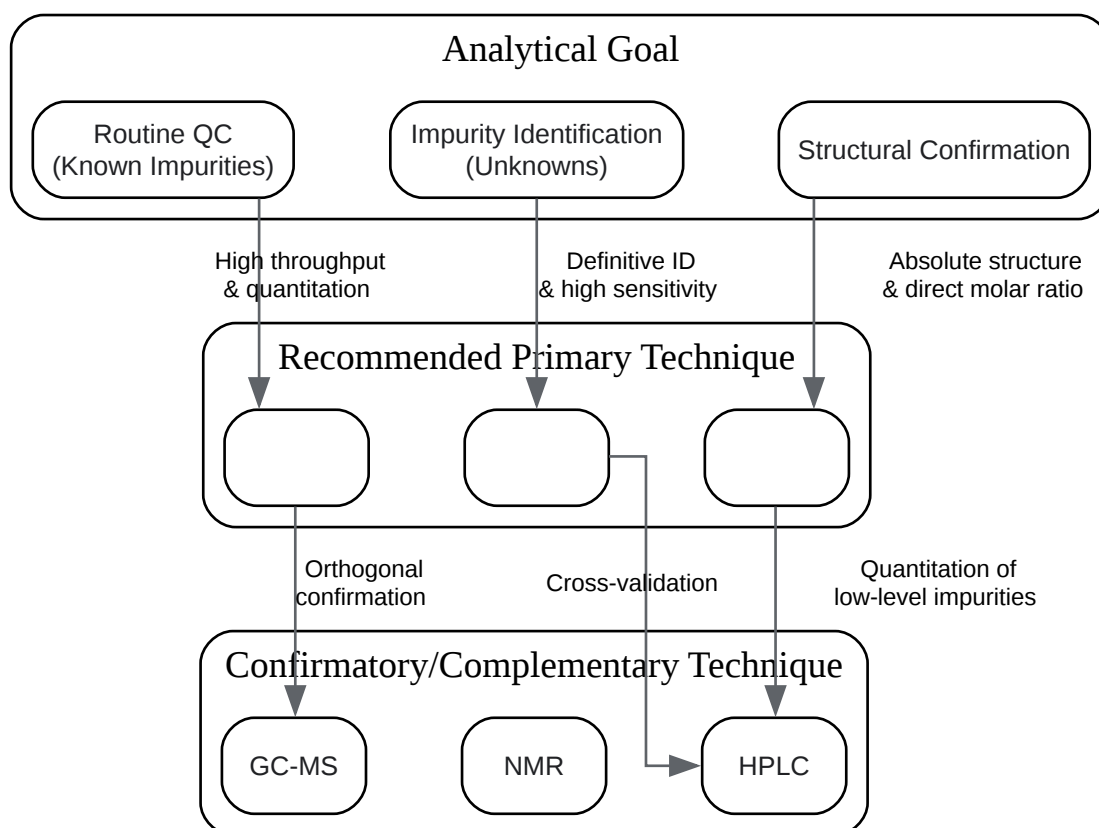 Analytical Goal
Routine QC
(Known Impurities)
Impurity Identification
(Unknowns)
Structural Confirmation
High throughput
& quantitation
Definitive ID
& high sensitivity
Absolute structure
& direct molar ratio
Recommended Primary Technique
Orthogonal
confirmation
Cross-validation
Quantitation of
low-level impurities
Confirmatory/Complementary Technique
GC-MS
NMR
HPLC